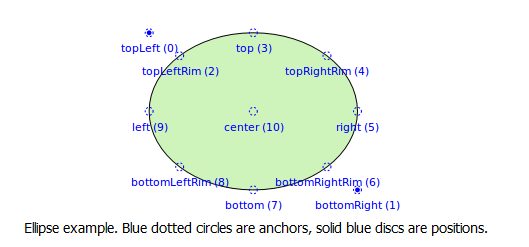 topLeft (0)
top (3)
topLeftRim (2)
topRightRim (4)
left (9)
center (10)
right (5)
bottomLeftRim (8)
bottomRightRim (6)
bottom (7)
bottomRight (1)
Ellipse example. Blue dotted circles are anchors, solid blue discs are positions.